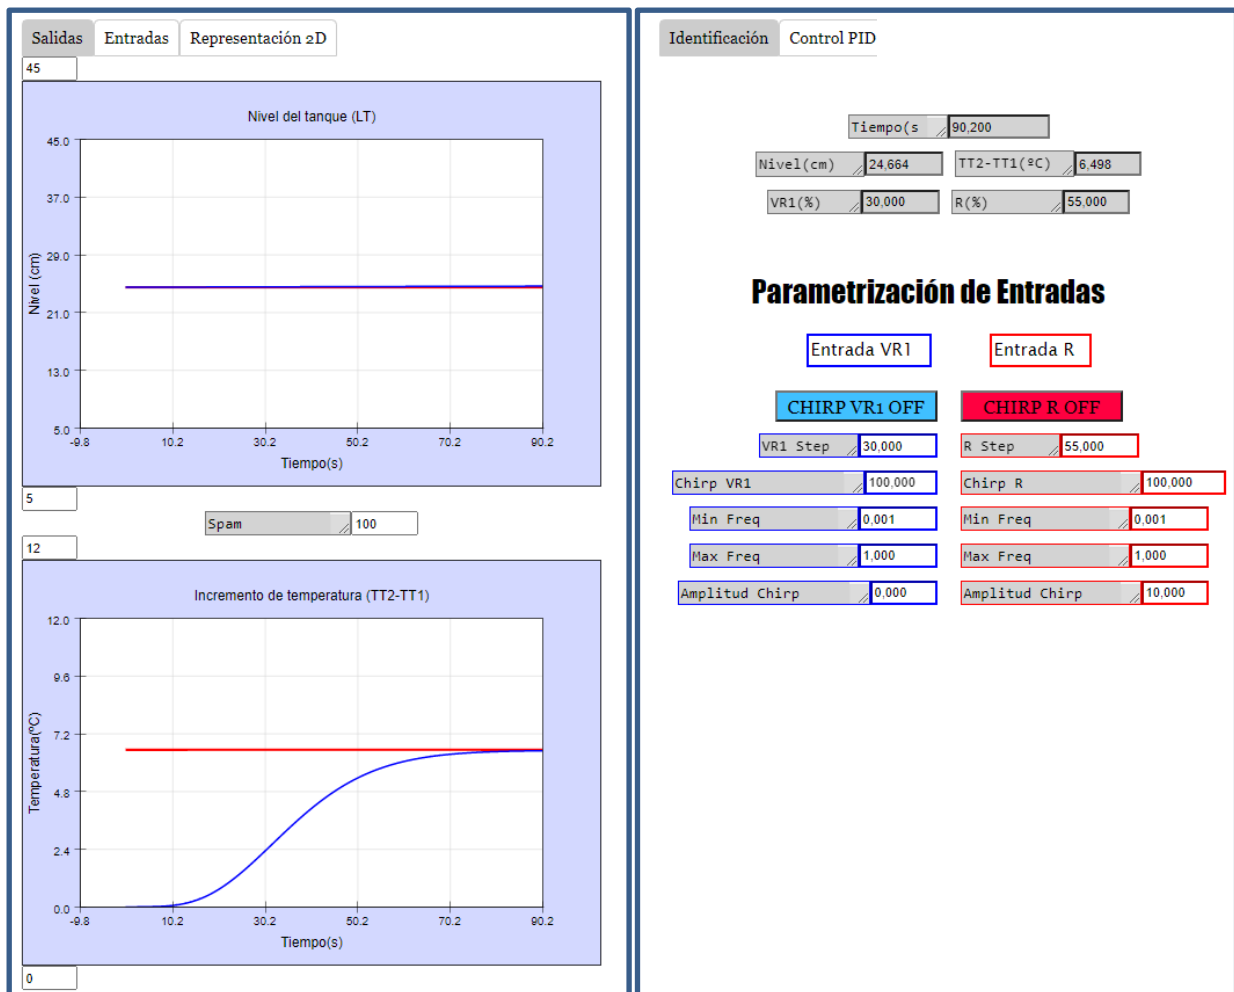 Salidas Entradas Representación 2D
45
Nivel del tanque (LT)
45.0
37.0
29.0
21.0
13.0
5.0
Nivel (cm)
-9.8 10.2 30.2 50.2 70.2 90.2
Tiempo(s)
5
Spam 100
12
Incremento de temperatura (TT2-TT1)
12.0
9.6
7.2
4.8
2.4
0.0
Temperatura(ºC)
-9.8 10.2 30.2 50.2 70.2 90.2
Tiempo(s)
0
Identificación Control PID
Tiempo(s 90,200
Nivel(cm) 24,664 TT2-TT1(ºC) 6,498
VR1(%) 30,000 R(%) 55,000
Parametrización de Entradas
Entrada VR1 Entrada R
CHIRP VR1 OFF CHIRP R OFF
VR1 Step 30,000 R Step 55,000
Chirp VR1 100,000 Chirp R 100,000
Min Freq 0,001 Min Freq 0,001
Max Freq 1,000 Max Freq 1,000
Amplitud Chirp 0,000 Amplitud Chirp 10,000